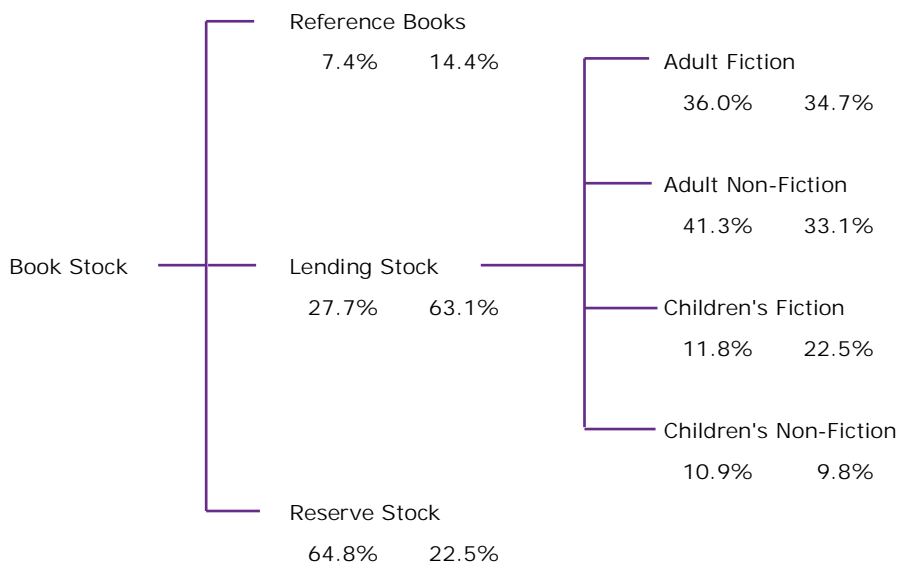 Reference Books
7.4% 14.4%
Adult Fiction
36.0% 34.7%
Adult Non-Fiction
41.3% 33.1%
Book Stock
Lending Stock
27.7% 63.1%
Children's Fiction
11.8% 22.5%
Children's Non-Fiction
10.9% 9.8%
Reserve Stock
64.8% 22.5%